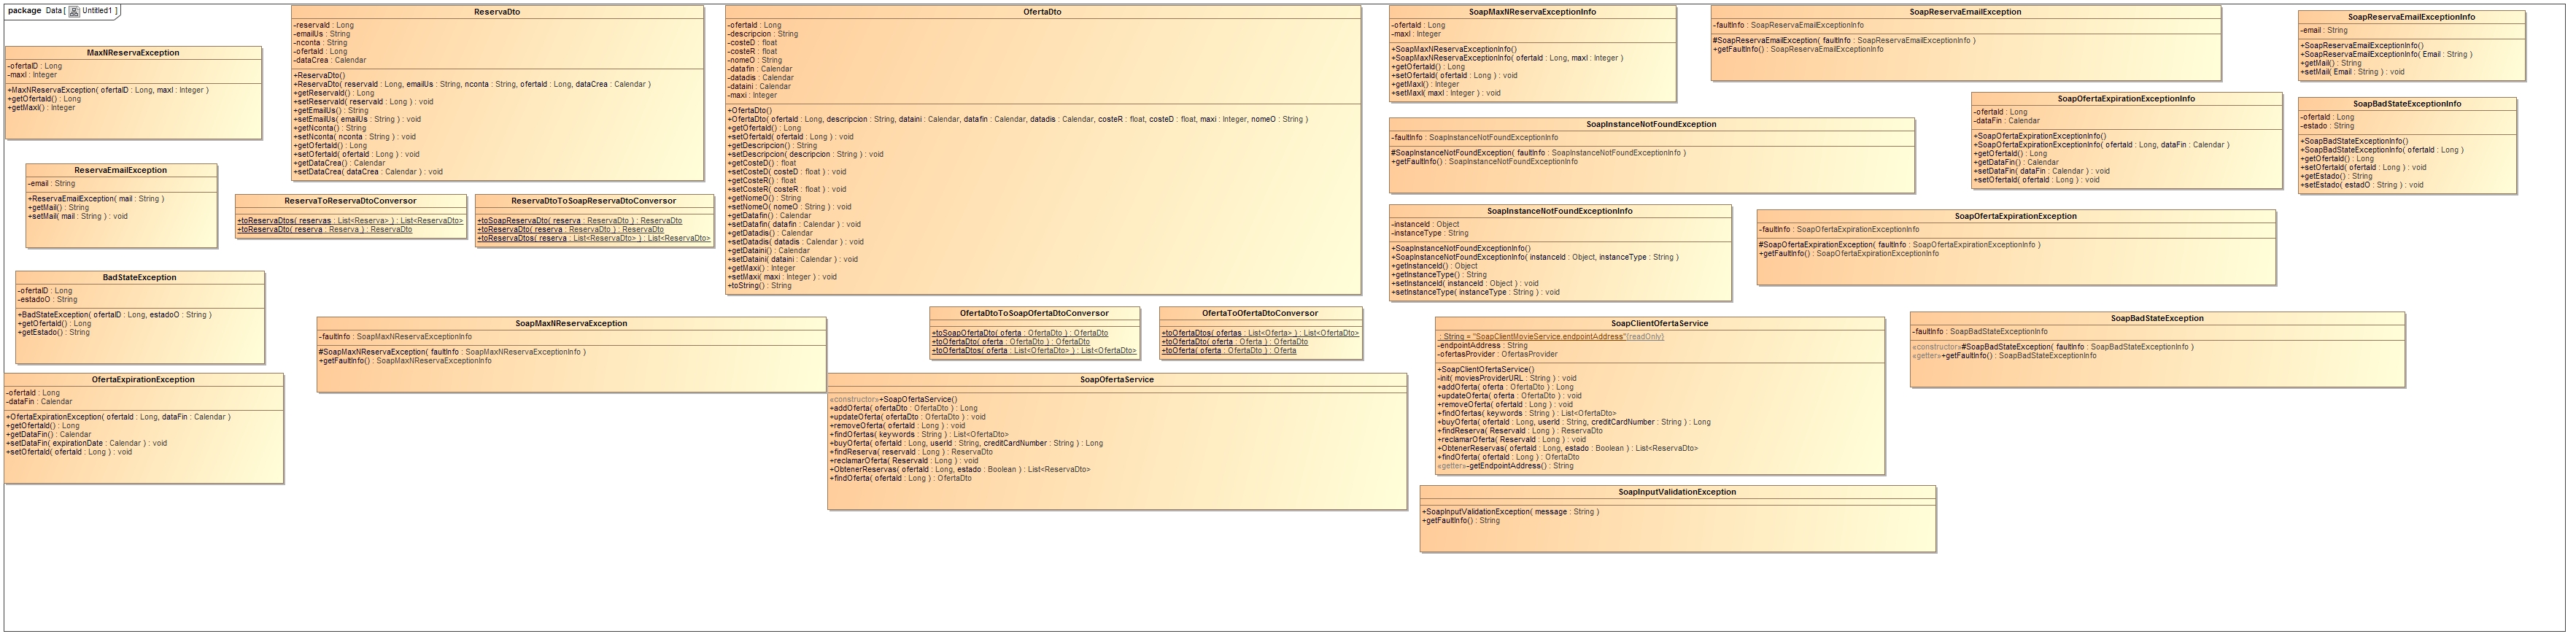 package Data [ Untitled1 ]
MaxNReservaException
-ofertaID : Long
-maxI : Integer
+MaxNReservaException( ofertaID : Long, maxI : Integer )
+getOfertaId() : Long
+getMaxI() : Integer
ReservaEmailException
-email : String
+ReservaEmailException( mail : String )
+getMail() : String
+setMail( mail : String ) : void
BadStateException
-ofertaID : Long
-estadoO : String
+BadStateException( ofertaID : Long, estadoO : String )
+getOfertaId() : Long
+getEstado() : String
OfertaExpirationException
-ofertaId : Long
-dataFin : Calendar
+OfertaExpirationException( ofertaId : Long, dataFin : Calendar )
+getOfertaId() : Long
+getDataFin() : Calendar
+setDataFin( expirationDate : Calendar ) : void
+setOfertaId( ofertaId : Long ) : void
ReservaDto
-reservaId : Long
-emailUs : String
-nconta : String
-ofertaId : Long
-dataCrea : Calendar
+ReservaDto()
+ReservaDto( reservaId : Long, emailUs : String, nconta : String, ofertaId : Long, dataCrea : Calendar )
+getReservaId() : Long
+setReservaId( reservaId : Long ) : void
+getEmailUs() : String
+setEmailUs( emailUs : String ) : void
+getNconta() : String
+setNconta( nconta : String ) : void
+getOfertaId() : Long
+setOfertaId( ofertaId : Long ) : void
+getDataCrea() : Calendar
+setDataCrea( dataCrea : Calendar ) : void
ReservaToReservaDtoConversor
+toReservaDtos( reservas : List<Reserva> ) : List<ReservaDto>
+toReservaDto( reserva : Reserva ) : ReservaDto
ReservaDtoToSoapReservaDtoConversor
+toSoapReservaDto( reserva : ReservaDto ) : ReservaDto
+toReservaDto( reserva : ReservaDto ) : ReservaDto
+toReservaDtos( reserva : List<ReservaDto> ) : List<ReservaDto>
SoapMaxNReservaException
-faultInfo : SoapMaxNReservaExceptionInfo
#SoapMaxNReservaException( faultInfo : SoapMaxNReservaExceptionInfo )
+getFaultInfo() : SoapMaxNReservaExceptionInfo
OfertaDto
-ofertaId : Long
-descripcion : String
-costeD : float
-costeR : float
-nomeO : String
-datafin : Calendar
-datadis : Calendar
-dataini : Calendar
-maxi : Integer
+OfertaDto()
+OfertaDto( ofertaId : Long, descripcion : String, dataini : Calendar, datafin : Calendar, datadis : Calendar, costeR : float, costeD : float, maxi : Integer, nomeO : String )
+getOfertaId() : Long
+setOfertaId( ofertaId : Long ) : void
+getDescripcion() : String
+setDescripcion( descripcion : String ) : void
+getCosteD() : float
+setCosteD( costeD : float ) : void
+getCosteR() : float
+setCosteR( costeR : float ) : void
+getNomeO() : String
+setNomeO( nomeO : String ) : void
+getDatafin() : Calendar
+setDatafin( datafin : Calendar ) : void
+getDatadis() : Calendar
+setDatadis( datadis : Calendar ) : void
+getDataini() : Calendar
+setDataini( dataini : Calendar ) : void
+getMaxi() : Integer
+setMaxi( maxi : Integer ) : void
+toString() : String
OfertaDtoToSoapOfertaDtoConversor
+toSoapOfertaDto( oferta : OfertaDto ) : OfertaDto
+toOfertaDto( oferta : OfertaDto ) : OfertaDto
+toOfertaDtos( oferta : List<OfertaDto> ) : List<OfertaDto>
OfertaToOfertaDtoConversor
+toOfertaDtos( ofertas : List<Oferta> ) : List<OfertaDto>
+toOfertaDto( oferta : Oferta ) : OfertaDto
+toOferta( oferta : OfertaDto ) : Oferta
SoapOfertaService
«constructor»+SoapOfertaService()
+addOferta( ofertaDto : OfertaDto ) : Long
+updateOferta( ofertaDto : OfertaDto ) : void
+removeOferta( ofertaId : Long ) : void
+findOfertas( keywords : String ) : List<OfertaDto>
+buyOferta( ofertaId : Long, userId : String, creditCardNumber : String ) : Long
+findReserva( reservaId : Long ) : ReservaDto
+reclamarOferta( ReservaId : Long ) : void
+ObtenerReservas( ofertaId : Long, estado : Boolean ) : List<ReservaDto>
+findOferta( ofertaId : Long ) : OfertaDto
SoapMaxNReservaExceptionInfo
-ofertaId : Long
-maxI : Integer
+SoapMaxNReservaExceptionInfo()
+SoapMaxNReservaExceptionInfo( ofertaId : Long, maxI : Integer )
+getOfertaId() : Long
+setOfertaId( ofertaId : Long ) : void
+getMaxI() : Integer
+setMaxI( maxI : Integer ) : void
SoapReservaEmailException
-faultInfo : SoapReservaEmailExceptionInfo
#SoapReservaEmailException( faultInfo : SoapReservaEmailExceptionInfo )
+getFaultInfo() : SoapReservaEmailExceptionInfo
SoapReservaEmailExceptionInfo
-email : String
+SoapReservaEmailExceptionInfo()
+SoapReservaEmailExceptionInfo( Email : String )
+getMail() : String
+setMail( Email : String ) : void
SoapInstanceNotFoundException
-faultInfo : SoapInstanceNotFoundExceptionInfo
#SoapInstanceNotFoundException( faultInfo : SoapInstanceNotFoundExceptionInfo )
+getFaultInfo() : SoapInstanceNotFoundExceptionInfo
SoapOfertaExpirationExceptionInfo
-ofertaId : Long
-dataFin : Calendar
+SoapOfertaExpirationExceptionInfo()
+SoapOfertaExpirationExceptionInfo( ofertaId : Long, dataFin : Calendar )
+getOfertaId() : Long
+getDataFin() : Calendar
+setDataFin( dataFin : Calendar ) : void
+setOfertaId( ofertaId : Long ) : void
SoapBadStateExceptionInfo
-ofertaId : Long
-estado : String
+SoapBadStateExceptionInfo()
+SoapBadStateExceptionInfo( ofertaId : Long )
+getOfertaId() : Long
+setOfertaId( ofertaId : Long ) : void
+getEstado() : String
+setEstado( estadO : String ) : void
SoapInstanceNotFoundExceptionInfo
-instanceId : Object
-instanceType : String
+SoapInstanceNotFoundExceptionInfo()
+SoapInstanceNotFoundExceptionInfo( instanceId : Object, instanceType : String )
+getInstanceId() : Object
+getInstanceType() : String
+setInstanceId( instanceId : Object ) : void
+setInstanceType( instanceType : String ) : void
SoapOfertaExpirationException
-faultInfo : SoapOfertaExpirationExceptionInfo
#SoapOfertaExpirationException( faultInfo : SoapOfertaExpirationExceptionInfo )
+getFaultInfo() : SoapOfertaExpirationExceptionInfo
SoapClientOfertaService
-: String = "SoapClientMovieService.endpointAddress"{readOnly}
-endpointAddress : String
-ofertasProvider : OfertasProvider
+SoapClientOfertaService()
-init( moviesProviderURL : String ) : void
+addOferta( oferta : OfertaDto ) : Long
+updateOferta( oferta : OfertaDto ) : void
+removeOferta( ofertaId : Long ) : void
+findOfertas( keywords : String ) : List<OfertaDto>
+buyOferta( ofertaId : Long, userId : String, creditCardNumber : String ) : Long
+findReserva( ReservaId : Long ) : ReservaDto
+reclamarOferta( ReservaId : Long ) : void
+ObtenerReservas( ofertaId : Long, estado : Boolean ) : List<ReservaDto>
+findOferta( ofertaId : Long ) : OfertaDto
«getter»-getEndpointAddress() : String
SoapBadStateException
-faultInfo : SoapBadStateExceptionInfo
«constructor»#SoapBadStateException( faultInfo : SoapBadStateExceptionInfo )
«getter»+getFaultInfo() : SoapBadStateExceptionInfo
SoapInputValidationException
+SoapInputValidationException( message : String )
+getFaultInfo() : String